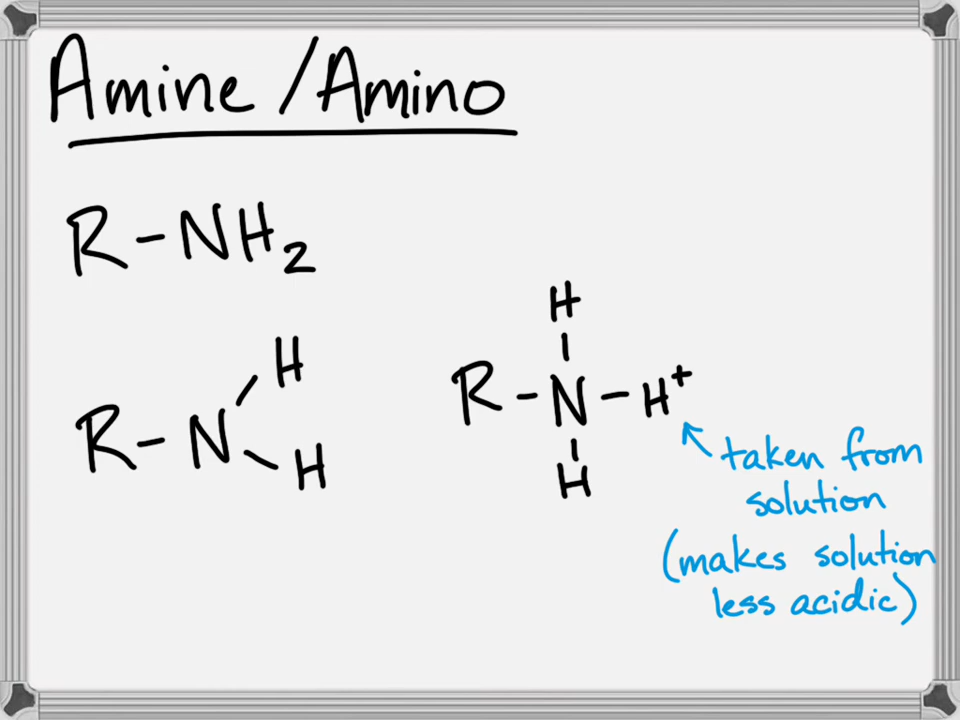 Amine/Amino
R-NH₂
H
R-N
H
H
R-N-H⁺
H
taken from
solution
(makes solution
less acidic)